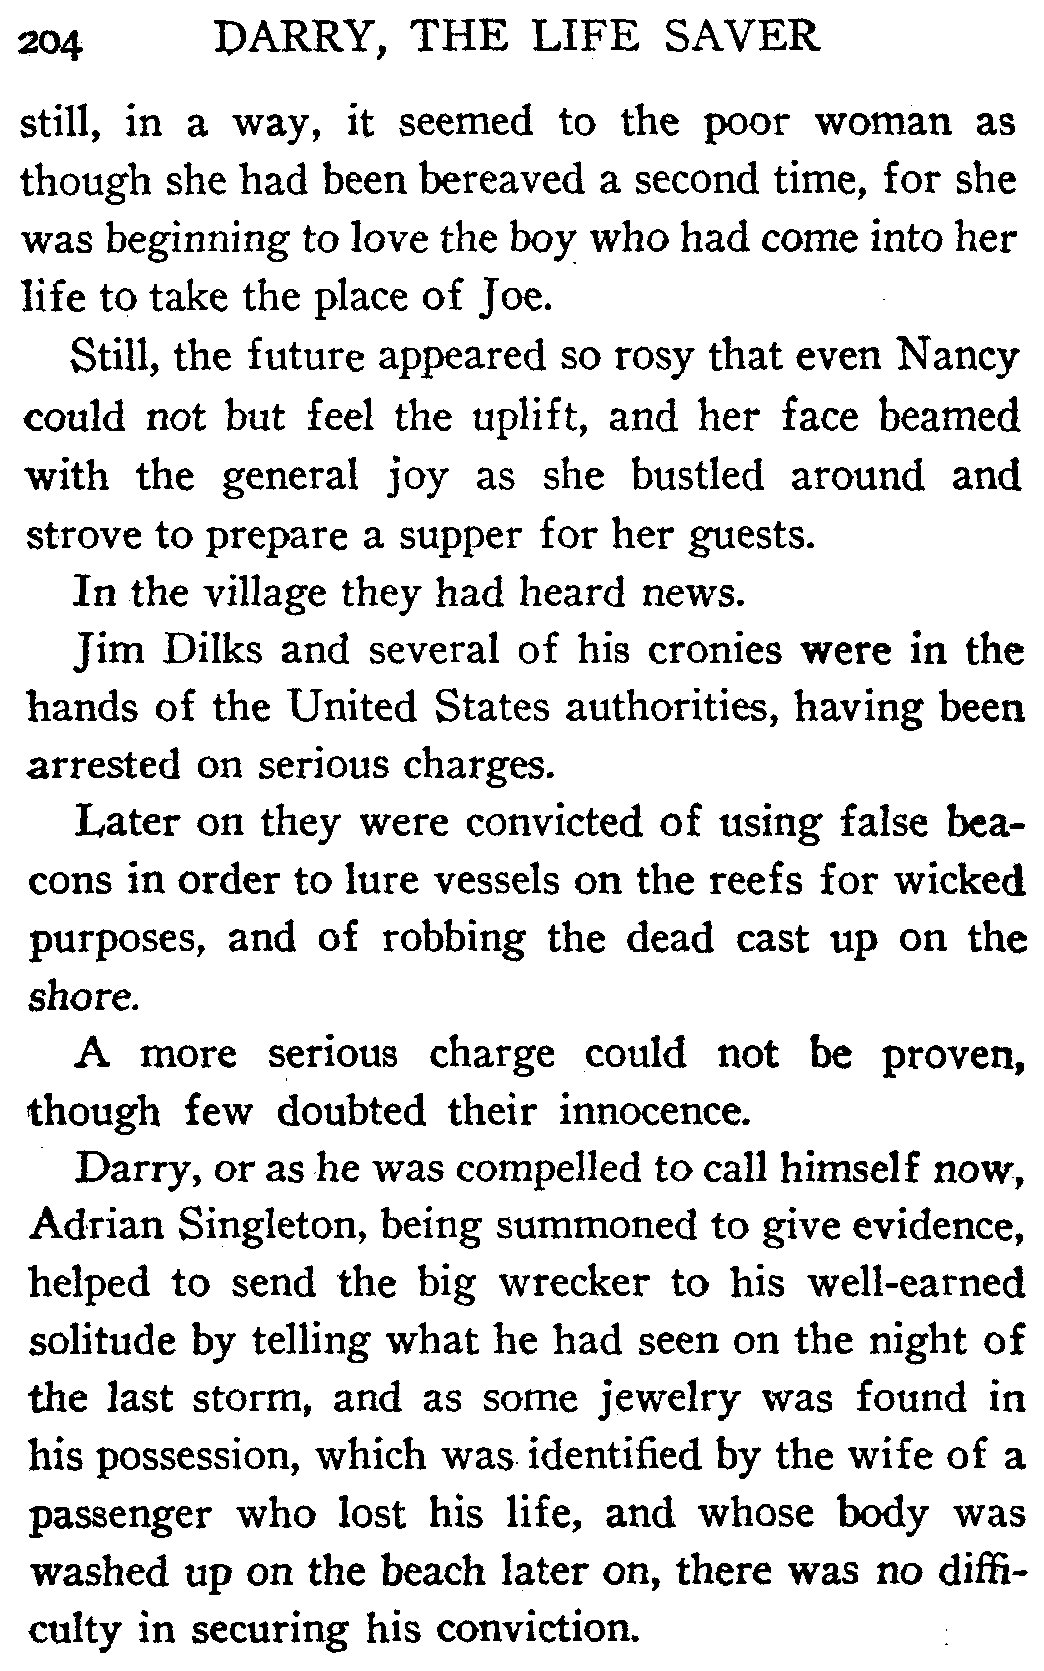 204 DARRY, THE LIFE SAVER
still, in a way, it seemed to the poor woman as
though she had been bereaved a second time, for she
was beginning to love the boy who had come into her
life to take the place of Joe.
Still, the future appeared so rosy that even Nancy
could not but feel the uplift, and her face beamed
with the general joy as she bustled around and
strove to prepare a supper for her guests.
In the village they had heard news.
Jim Dilks and several of his cronies were in the
hands of the United States authorities, having been
arrested on serious charges.
Later on they were convicted of using false bea-
cons in order to lure vessels on the reefs for wicked
purposes, and of robbing the dead cast up on the
shore.
A more serious charge could not be proven,
though few doubted their innocence.
Darry, or as he was compelled to call himself now,
Adrian Singleton, being summoned to give evidence,
helped to send the big wrecker to his well-earned
solitude by telling what he had seen on the night of
the last storm, and as some jewelry was found in
his possession, which was identified by the wife of a
passenger who lost his life, and whose body was
washed up on the beach later on, there was no diffi-
culty in securing his conviction.